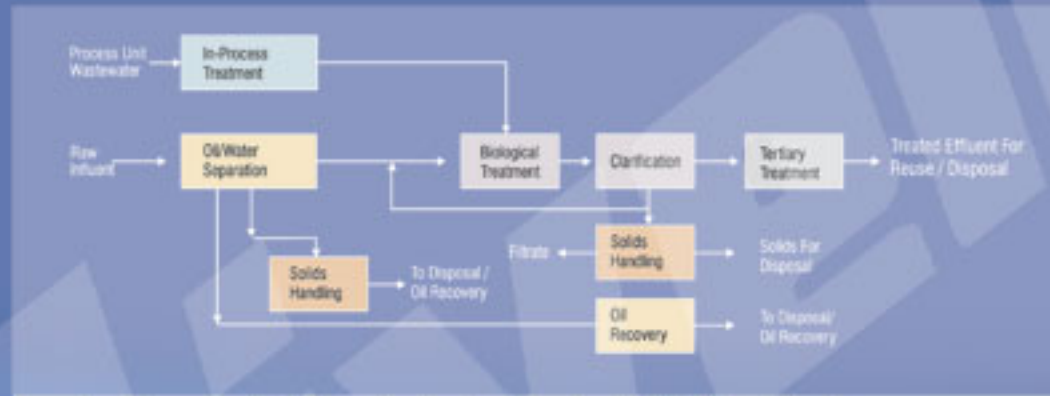 Process Unit
Wastewater
In-Process
Treatment
Raw
Influent
Oil/Water
Separation
Biological
Treatment
Clarification
Tertiary
Treatment
Treated Effluent For
Reuse / Disposal
Solids
Handling
To Disposal /
Oil Recovery
Filtrate
Solids
Handling
Solids For
Disposal
Oil
Recovery
To Disposal/
Oil Recovery